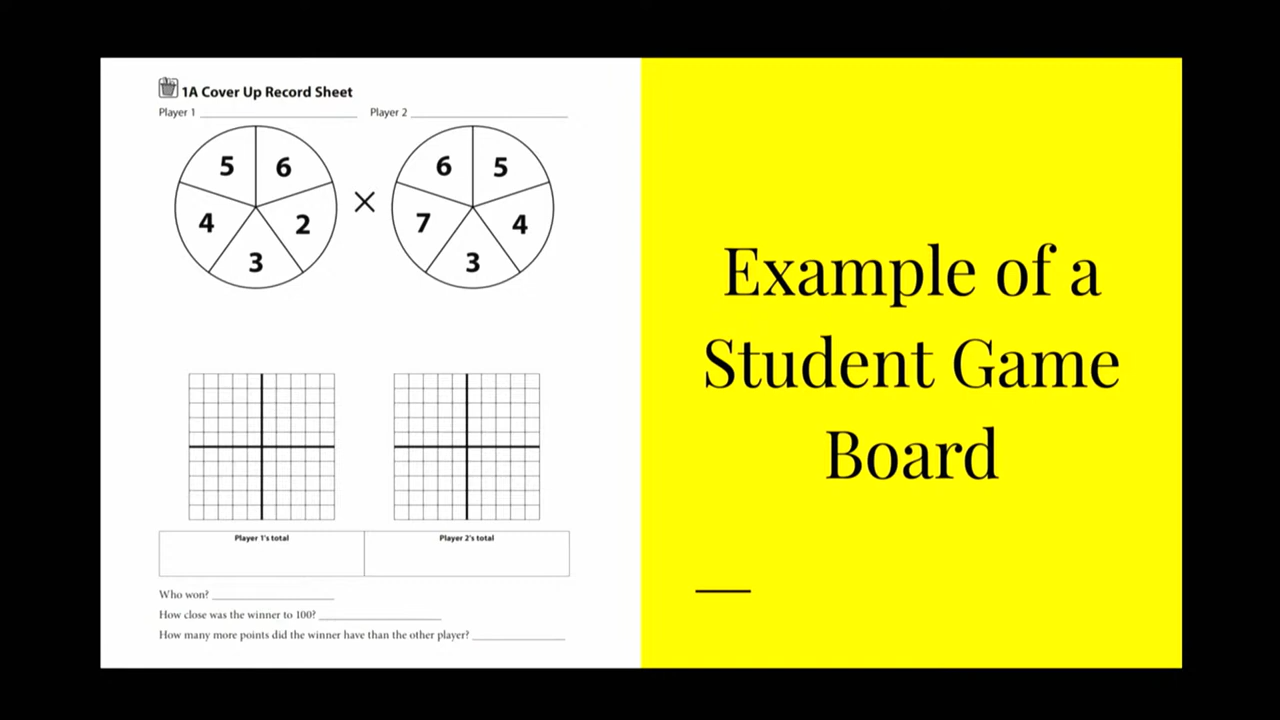 1A Cover Up Record Sheet
Player 1 Player 2
5 6 6 5
×
4 2 7 4
3 3
Player 1's total Player 2's total
Who won?
How close was the winner to 100?
How many more points did the winner have than the other player?
Example of a
Student Game
Board